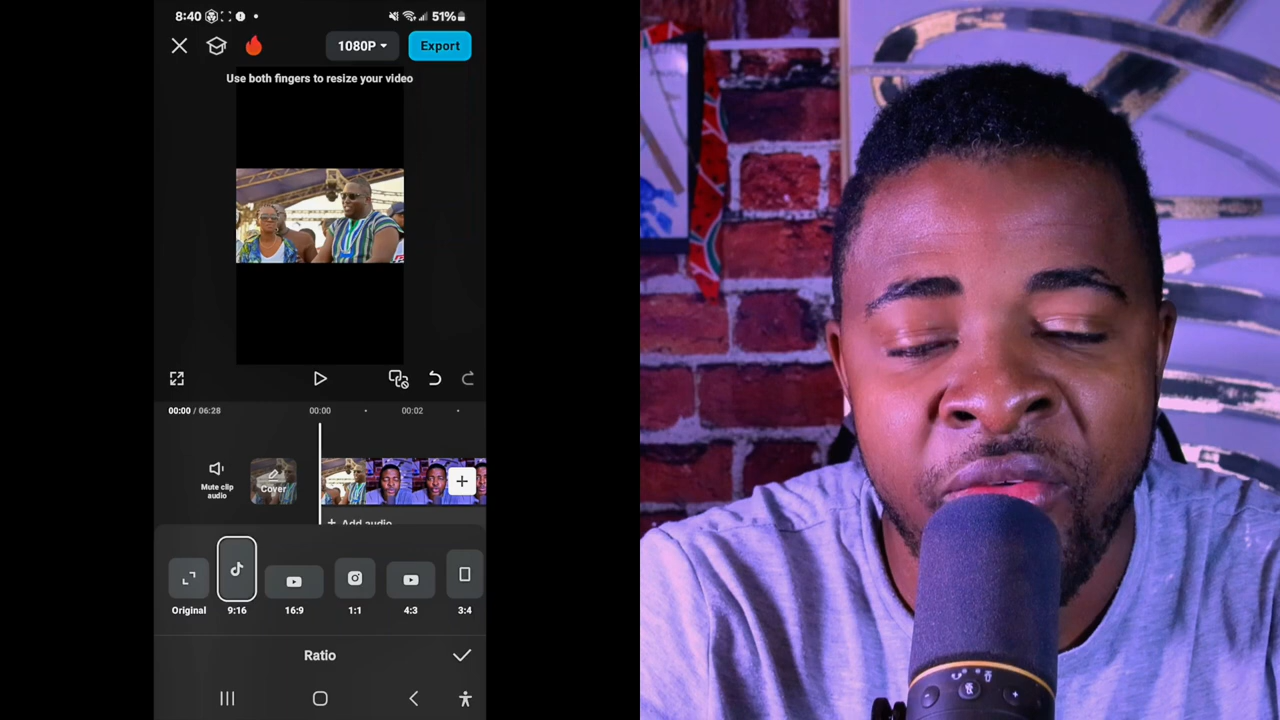 8:40 51%
1080P Export
Use both fingers to resize your video
00:00 / 06:28 00:00 00:02
Mute clip audio
Cover
+ Add audio
Original 9:16 16:9 1:1 4:3 3:4
Ratio